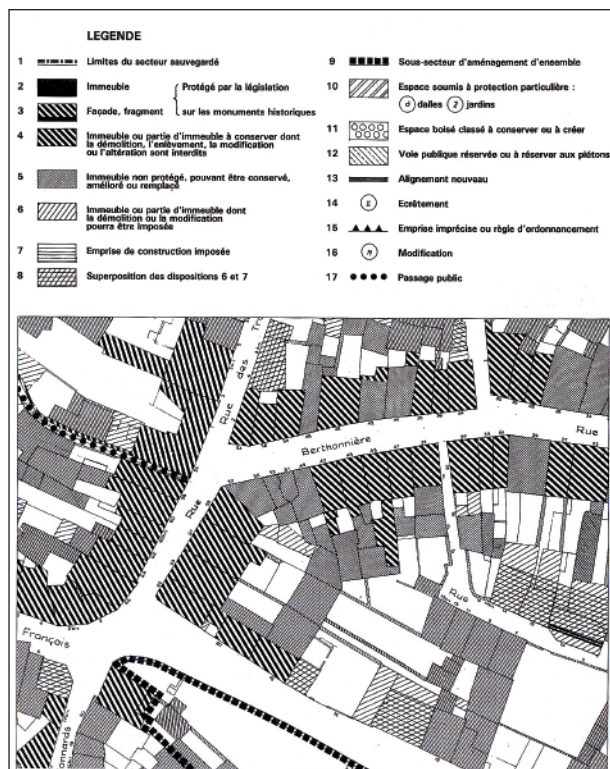 LEGENDE
1 Limites du secteur sauvegardé
2 Immeuble
Protégé par la législation
3 Façade, fragment
sur les monuments historiques
4 Immeuble ou partie d'immeuble à conserver dont
la démolition, l'enlèvement, la modification
ou l'altération sont interdits
5 Immeuble non protégé, pouvant être conservé,
amélioré ou remplacé
6 Immeuble ou partie d'immeuble dont
la démolition ou la modification
pourra être imposée
7 Emprise de construction imposée
8 Superposition des dispositions 6 et 7
9 Sous-secteur d'aménagement d'ensemble
10 Espace soumis à protection particulière :
d dalles J jardins
11 Espace boisé classé à conserver ou à créer
12 Voie publique réservée ou à réserver aux piétons
13 Alignement nouveau
14 E Ecrêtement
15 Emprise imprécise ou règle d'ordonnancement
16 M Modification
17 Passage public
Rue des
Berthonnière
Rue
Rue
Rue
François